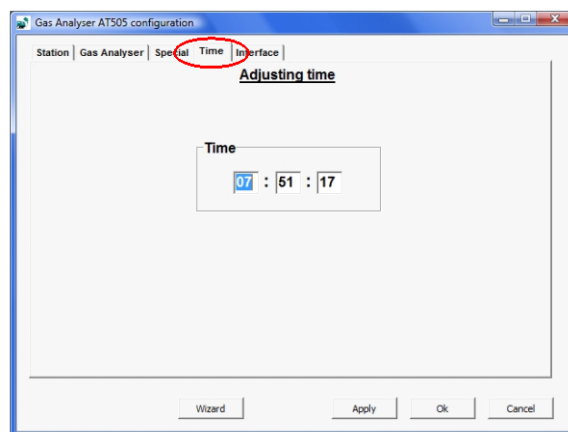 Gas Analyser AT505 configuration
Station Gas Analyser Special Time Interface
Adjusting time
Time
07 : 51 : 17
Wizard Apply Ok Cancel